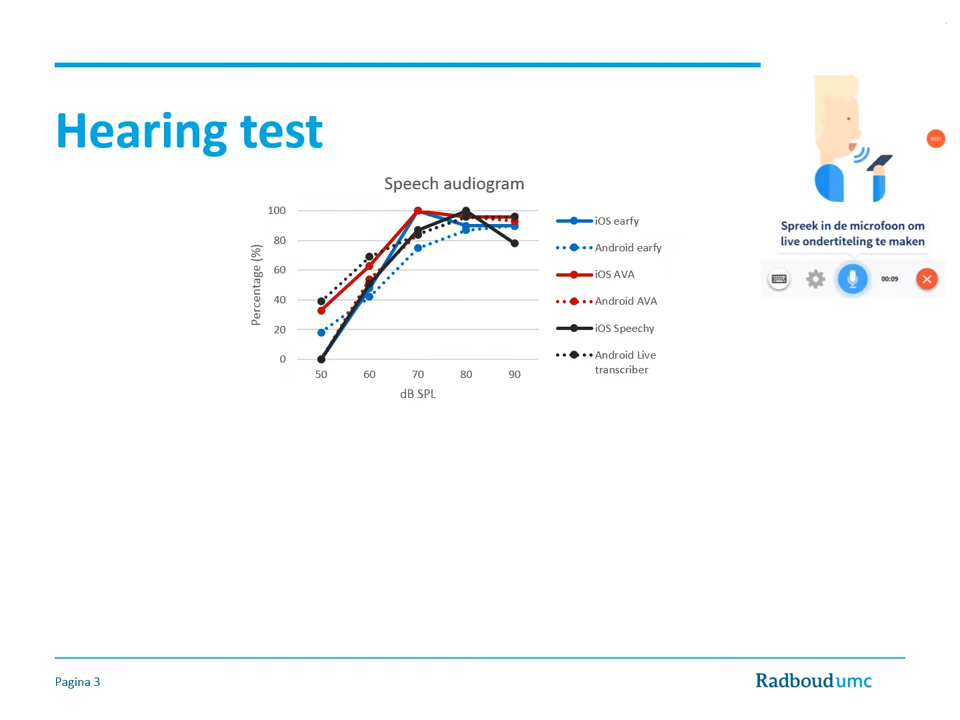 Hearing test
Speech audiogram
Percentage (%)
100
80
60
40
20
0
50 60 70 80 90
dB SPL
iOS earfy
Android earfy
iOS AVA
Android AVA
iOS Speechy
Android Live
transcriber
Spreek in de microfoon om
live ondertiteling te maken
00:09
Pagina 3
Radboudumc